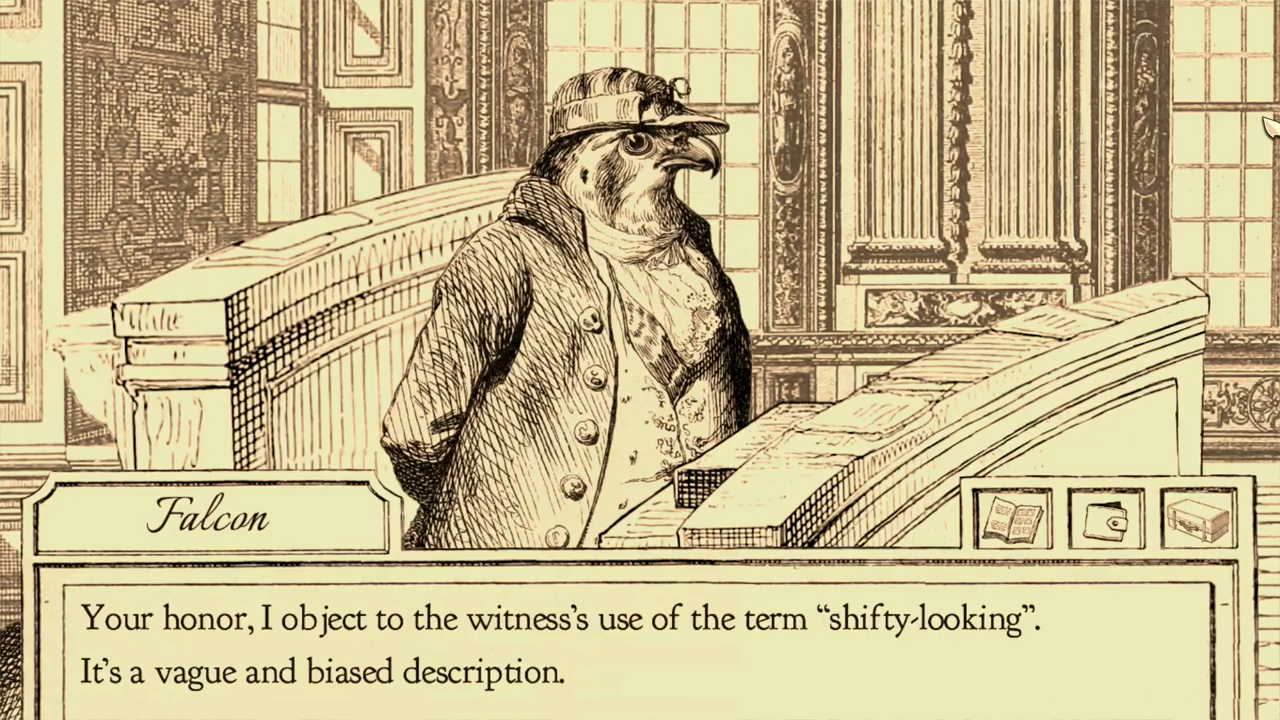 Falcon
Your honor, I object to the witness's use of the term “shifty-looking”.
It's a vague and biased description.